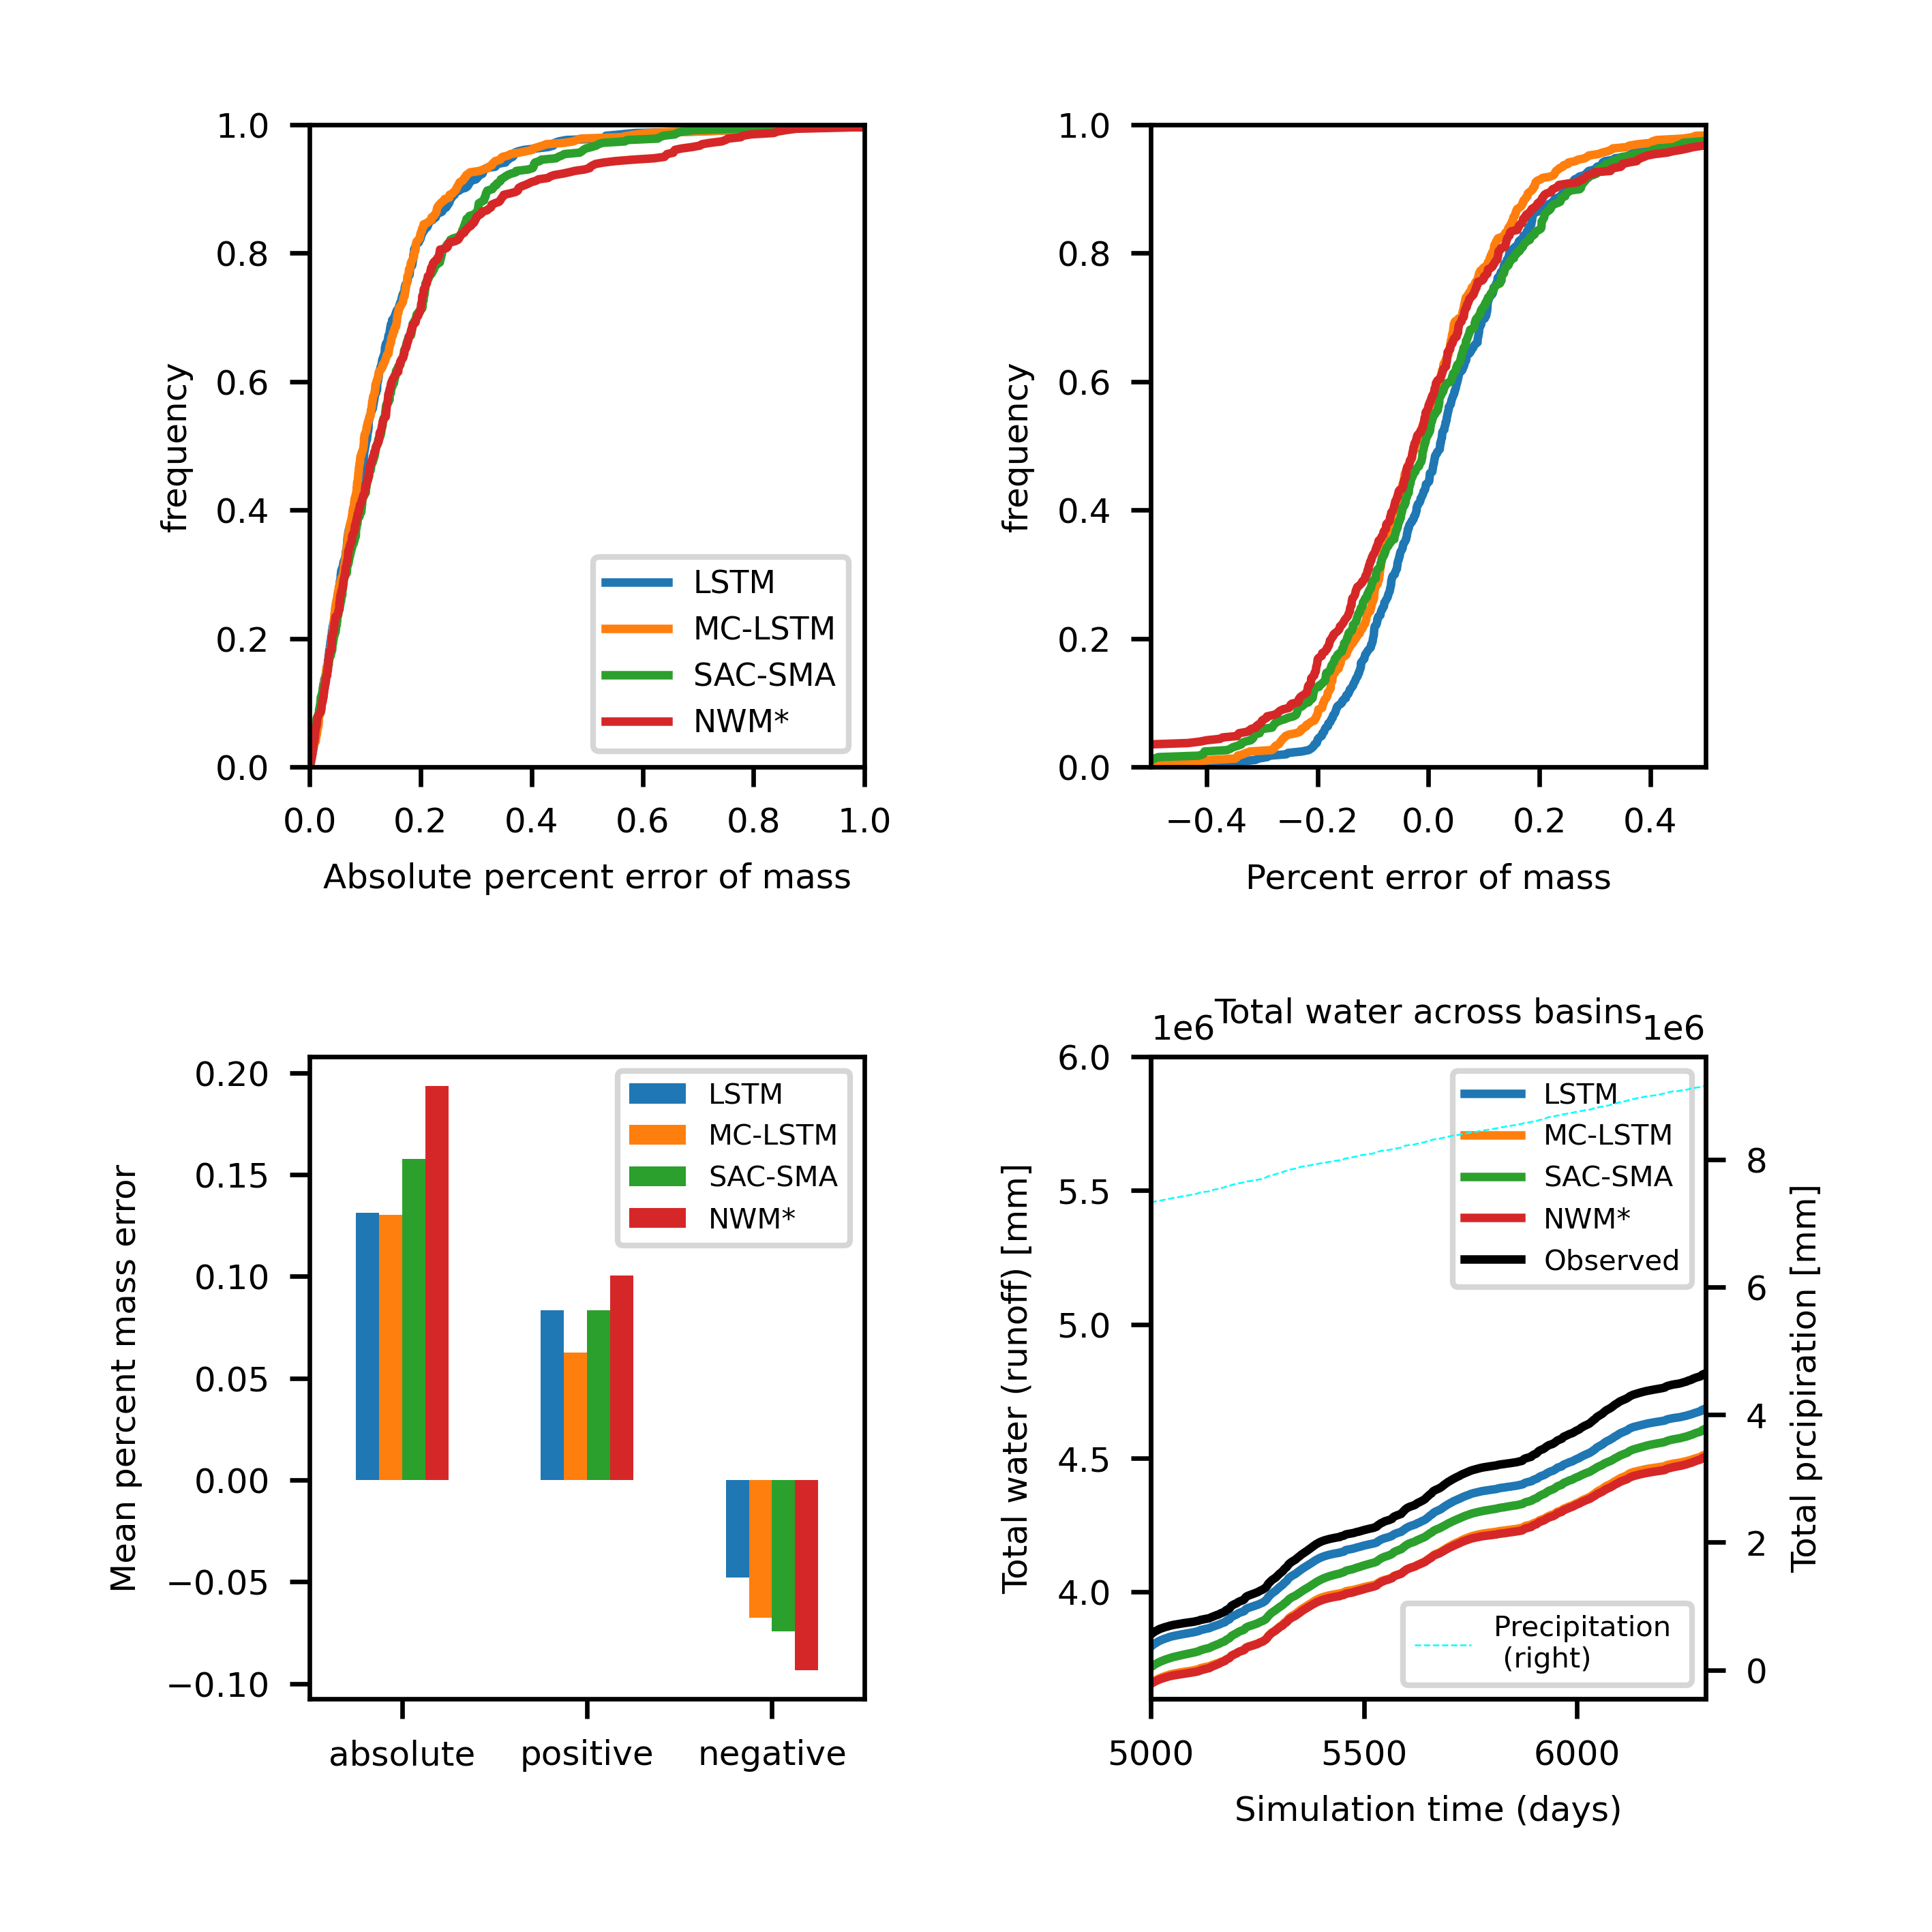 1.0
0.8
0.6
0.4
0.2
0.0
frequency
0.0 0.2 0.4 0.6 0.8 1.0
Absolute percent error of mass
LSTM
MC-LSTM
SAC-SMA
NWM*
1.0
0.8
0.6
0.4
0.2
0.0
frequency
−0.4 −0.2 0.0 0.2 0.4
Percent error of mass
0.20
0.15
0.10
0.05
0.00
−0.05
−0.10
Mean percent mass error
absolute positive negative
LSTM
MC-LSTM
SAC-SMA
NWM*
Total water across basins
1e6 1e6
6.0
5.5
5.0
4.5
4.0
Total water (runoff) [mm]
LSTM
MC-LSTM
SAC-SMA
NWM*
Observed
Precipitation
(right)
8
6
4
2
0
Total prcipiration [mm]
5000 5500 6000
Simulation time (days)